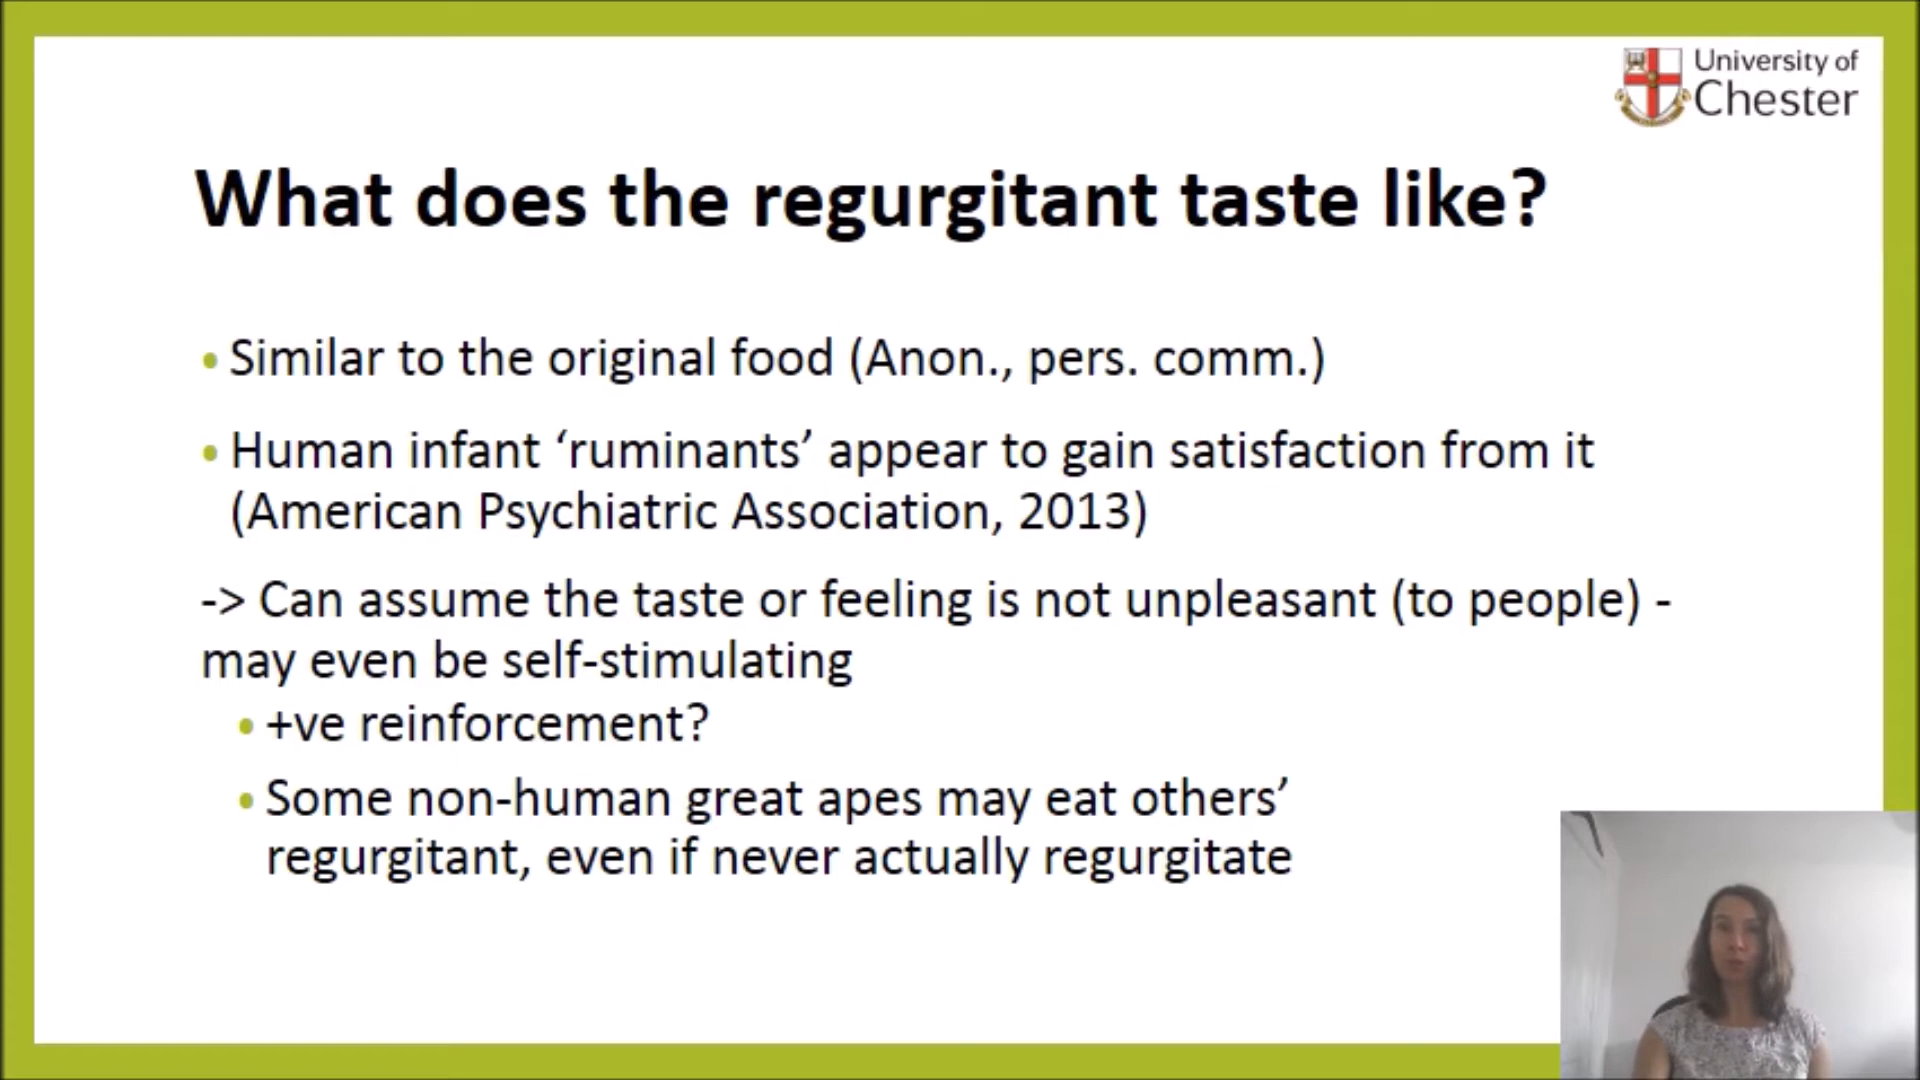 University of
Chester
What does the regurgitant taste like?
• Similar to the original food (Anon., pers. comm.)
• Human infant ‘ruminants’ appear to gain satisfaction from it
(American Psychiatric Association, 2013)
-> Can assume the taste or feeling is not unpleasant (to people) -
may even be self-stimulating
• +ve reinforcement?
• Some non-human great apes may eat others’
regurgitant, even if never actually regurgitate